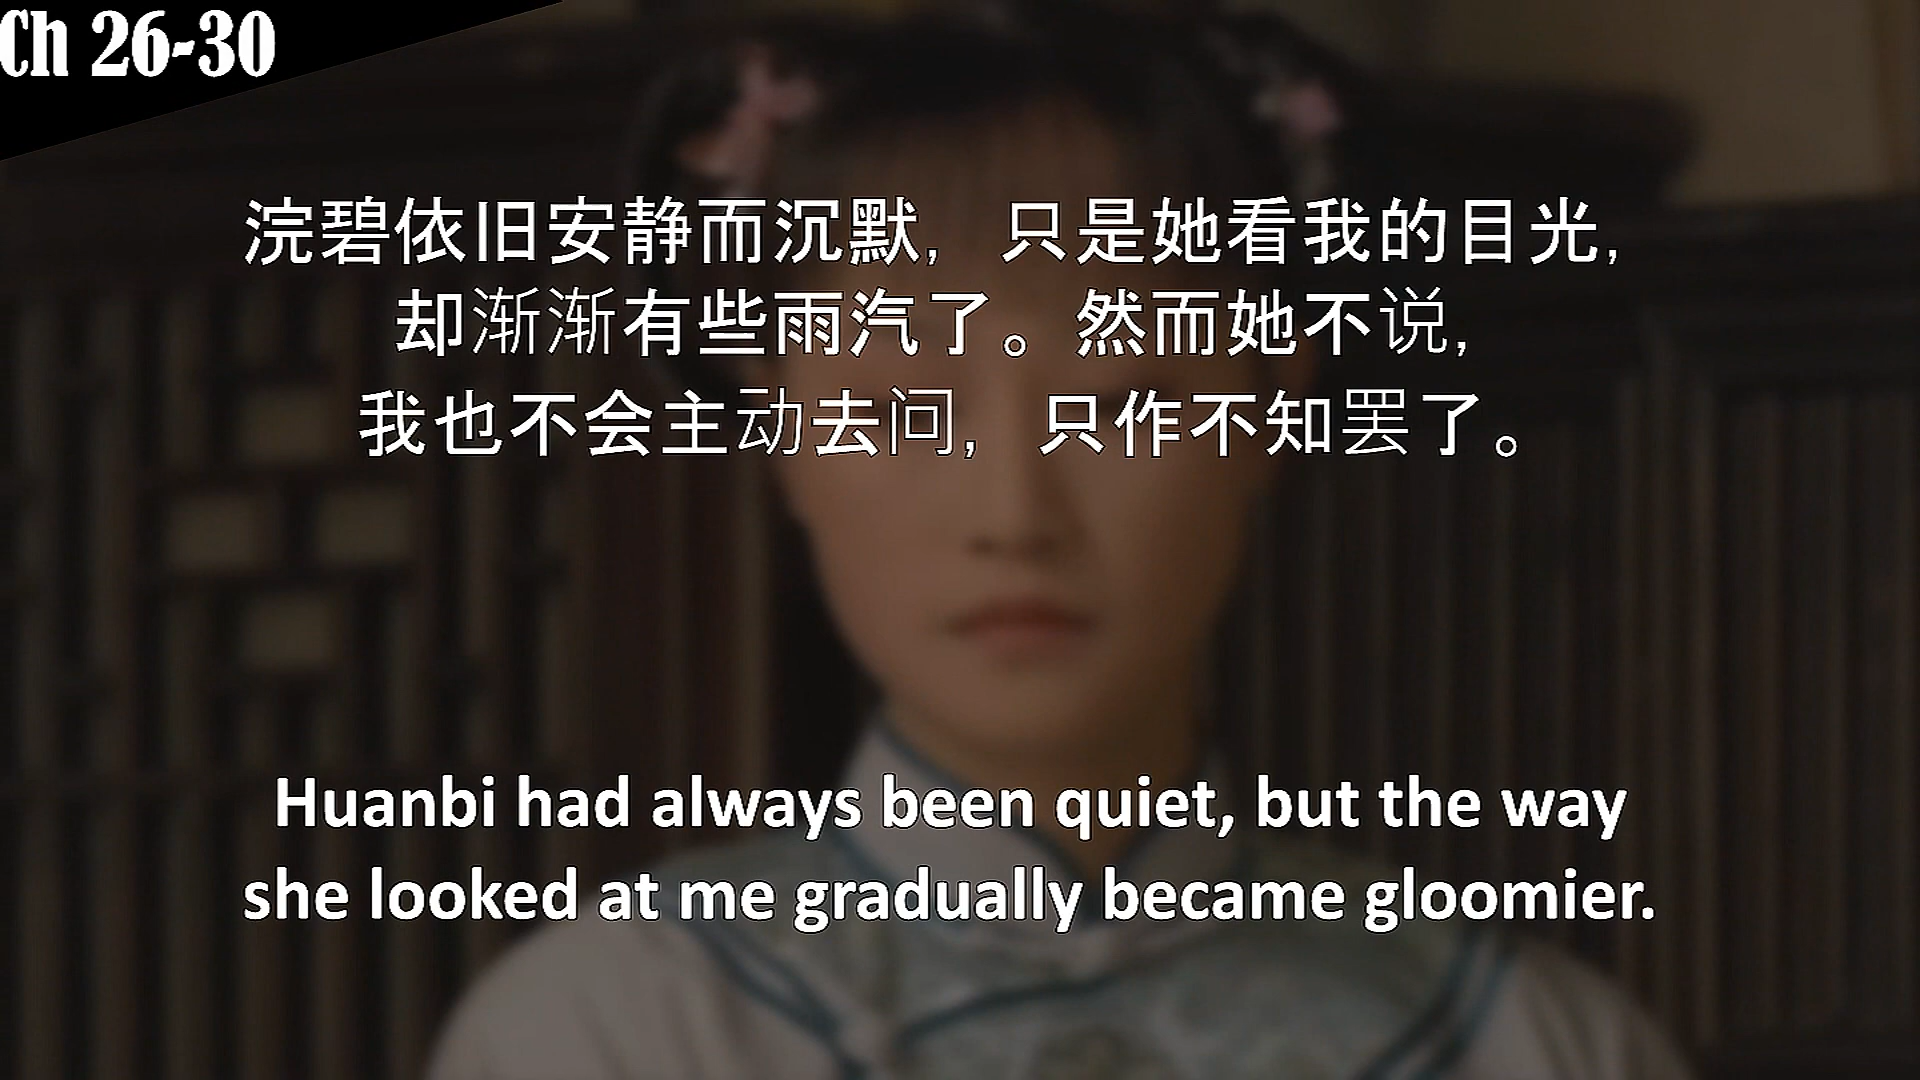 Ch 26-30
浣碧依旧安静而沉默，只是她看我的目光，
却渐渐有些雨汽了。然而她不说，
我也不会主动去问，只作不知罢了。
Huanbi had always been quiet, but the way
she looked at me gradually became gloomier.